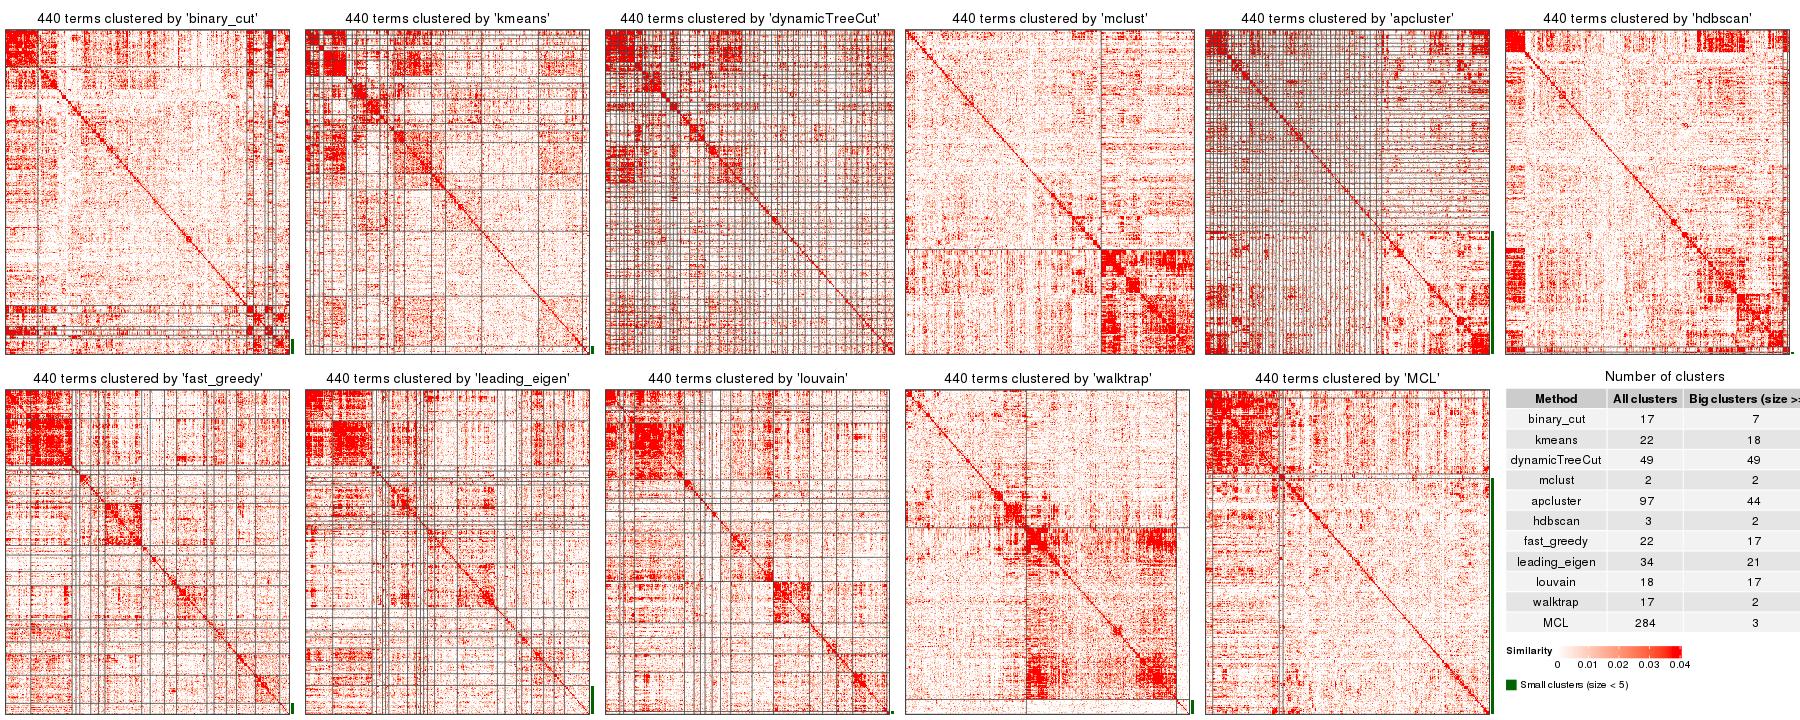 440 terms clustered by 'binary_cut'
440 terms clustered by 'kmeans'
440 terms clustered by 'dynamicTreeCut'
440 terms clustered by 'mclust'
440 terms clustered by 'apcluster'
440 terms clustered by 'hdbscan'
440 terms clustered by 'fast_greedy'
440 terms clustered by 'leading_eigen'
440 terms clustered by 'louvain'
440 terms clustered by 'walktrap'
440 terms clustered by 'MCL'
Number of clusters
Method All clusters Big clusters (size >
binary_cut 17 7
kmeans 22 18
dynamicTreeCut 49 49
mclust 2 2
apcluster 97 44
hdbscan 3 2
fast_greedy 22 17
leading_eigen 34 21
louvain 18 17
walktrap 17 2
MCL 284 3
Similarity
0 0.01 0.02 0.03 0.04
Small clusters (size < 5)